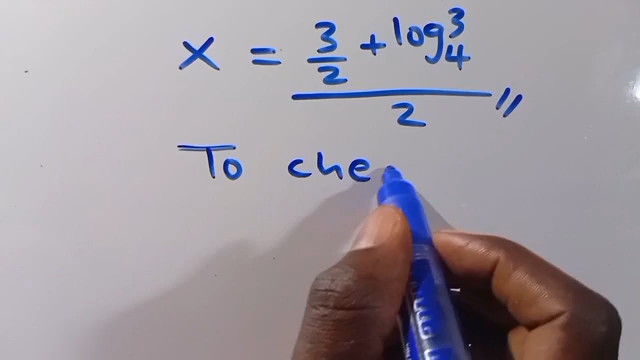 x = (3/2 + log₄³)/2 //
To che